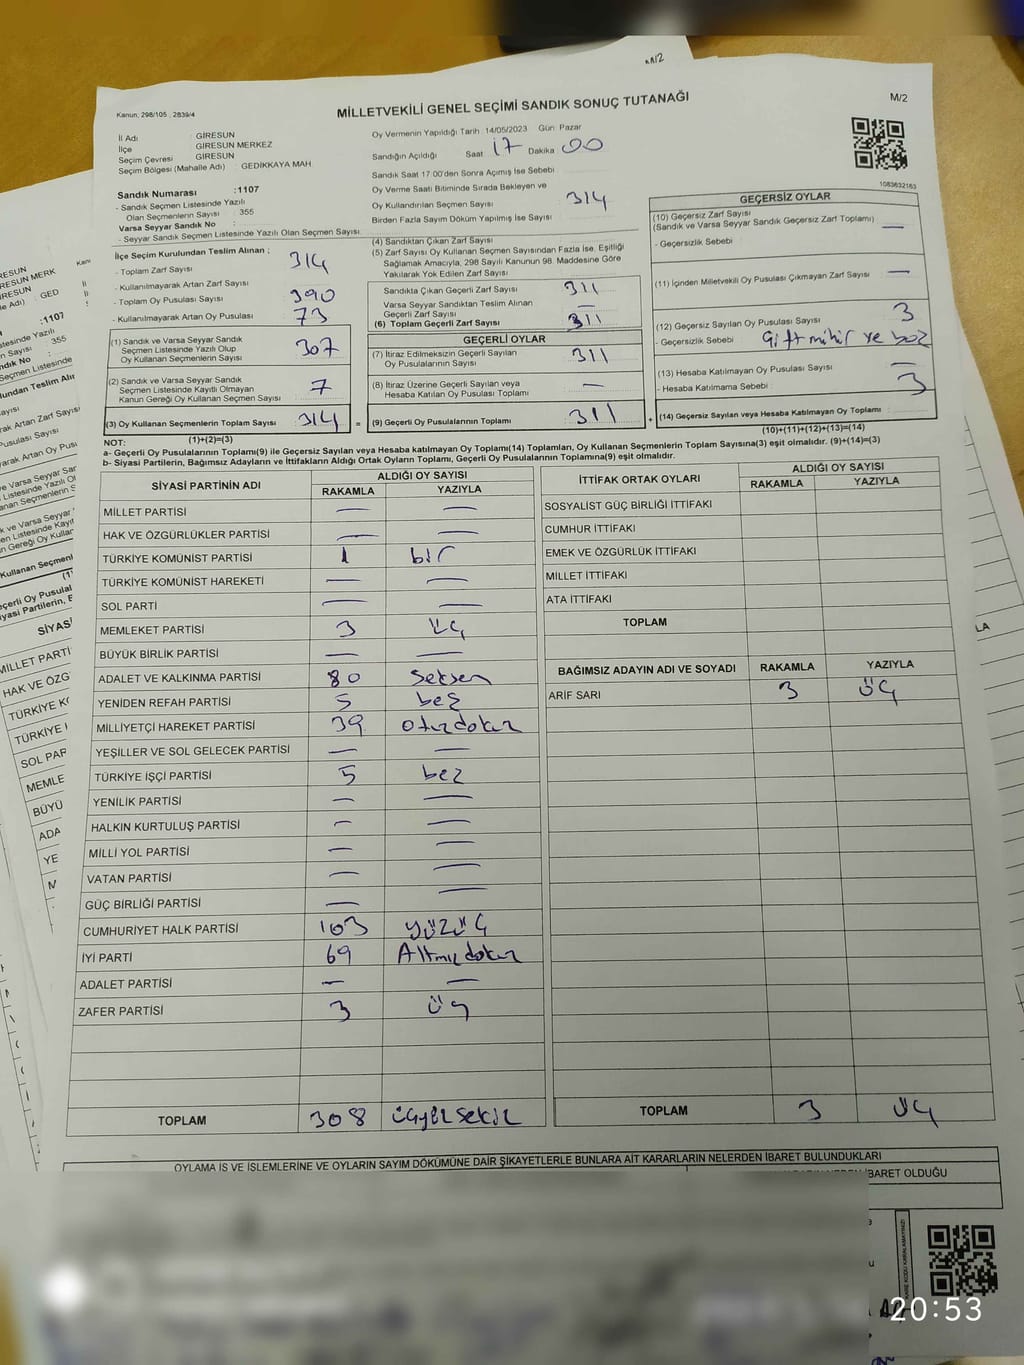 M/2
Kanun; 298/105 , 2839/4
MİLLETVEKİLİ GENEL SEÇİMİ SANDIK SONUÇ TUTANAĞI
M/2
İl Adı : GİRESUN
İlçe : GİRESUN MERKEZ
Seçim Çevresi : GİRESUN
Seçim Bölgesi (Mahalle Adı) : GEDİKKAYA MAH
Sandık Numarası :1107
- Sandık Seçmen Listesinde Yazılı
Olan Seçmenlerin Sayısı : 355
Varsa Seyyar Sandık No :
- Seyyar Sandık Seçmen Listesinde Yazılı Olan Seçmen Sayısı:
Oy Vermenin Yapıldığı Tarih 14/05/2023 Gün: Pazar
Sandığın Açıldığı Saat 17 Dakika 00
Sandık Saat 17.00'den Sonra Açımış İse Sebebi
Oy Verme Saati Bitiminde Sırada Bekleyen ve
Oy Kullandırılan Seçmen Sayısı 314
Birden Fazla Sayım Döküm Yapılmış İse Sayısı
1083632163
İlçe Seçim Kurulundan Teslim Alınan ;
- Toplam Zarf Sayısı 314
- Kullanılmayarak Artan Zarf Sayısı
- Toplam Oy Pusulası Sayısı 390
- Kullanılmayarak Artan Oy Pusulası 73
(1) Sandık ve Varsa Seyyar Sandık
Seçmen Listesinde Yazılı Olup
Oy Kullanan Seçmenlerin Sayısı 307
(2) Sandık ve Varsa Seyyar Sandık
Seçmen Listesinde Kayıtlı Olmayan
Kanun Gereği Oy Kullanan Seçmen Sayısı 7
(3) Oy Kullanan Seçmenlerin Toplam Sayısı 314
(1)+(2)=(3)
(4) Sandıktan Çıkan Zarf Sayısı
(5) Zarf Sayısı Oy Kullanan Seçmen Sayısından Fazla İse, Eşitliği
Sağlamak Amacıyla, 298 Sayılı Kanunun 98. Maddesine Göre
Yakılarak Yok Edilen Zarf Sayısı
Sandıkta Çıkan Geçerli Zarf Sayısı 311
Varsa Seyyar Sandıktan Teslim Alınan
Geçerli Zarf Sayısı —
(6) Toplam Geçerli Zarf Sayısı 311
GEÇERLİ OYLAR
(7) İtiraz Edilmeksizin Geçerli Sayılan
Oy Pusulalarının Sayısı 311
(8) İtiraz Üzerine Geçerli Sayılan veya
Hesaba Katılan Oy Pusulaları Toplamı —
= (9) Geçerli Oy Pusulalarının Toplamı 311 +
GEÇERSİZ OYLAR
(10) Geçersiz Zarf Sayısı
(Sandık ve Varsa Seyyar Sandık Geçersiz Zarf Toplamı) —
- Geçersizlik Sebebi
(11) İçinden Milletvekili Oy Pusulası Çıkmayan Zarf Sayısı —
(12) Geçersiz Sayılan Oy Pusulası Sayısı 3
- Geçersizlik Sebebi Çift mühür ve boş
(13) Hesaba Katılmayan Oy Pusulası Sayısı —
- Hesaba Katılmama Sebebi
(14) Geçersiz Sayılan veya Hesaba Katılmayan Oy Toplamı 3
(10)+(11)+(12)+(13)=(14)
NOT:
a- Geçerli Oy Pusulalarının Toplamı(9) ile Geçersiz Sayılan veya Hesaba katılmayan Oy Toplamı(14) Toplamları, Oy Kullanan Seçmenlerin Toplam Sayısına(3) eşit olmalıdır. (9)+(14)=(3)
b- Siyasi Partilerin, Bağımsız Adayların ve İttifakların Aldığı Ortak Oyların Toplamı, Geçerli Oy Pusulalarının Toplamına(9) eşit olmalıdır.
SİYASİ PARTİNİN ADI ALDIĞI OY SAYISI
RAKAMLA YAZIYLA
MİLLET PARTİSİ — —
HAK VE ÖZGÜRLÜKLER PARTİSİ — —
TÜRKİYE KOMÜNİST PARTİSİ 1 bir
TÜRKİYE KOMÜNİST HAREKETİ — —
SOL PARTİ — —
MEMLEKET PARTİSİ 3 üç
BÜYÜK BİRLİK PARTİSİ — —
ADALET VE KALKINMA PARTİSİ 80 Seksen
YENİDEN REFAH PARTİSİ 5 beş
MİLLİYETÇİ HAREKET PARTİSİ 39 otuzdokuz
YEŞİLLER VE SOL GELECEK PARTİSİ — —
TÜRKİYE İŞÇİ PARTİSİ 5 beş
YENİLİK PARTİSİ — —
HALKIN KURTULUŞ PARTİSİ — —
MİLLİ YOL PARTİSİ — —
VATAN PARTİSİ — —
GÜÇ BİRLİĞİ PARTİSİ — —
CUMHURİYET HALK PARTİSİ 103 yüzüç
İYİ PARTİ 69 Altmışdokuz
ADALET PARTİSİ — —
ZAFER PARTİSİ 3 üç
TOPLAM 308 üçyüzsekiz
İTTİFAK ORTAK OYLARI ALDIĞI OY SAYISI
RAKAMLA YAZIYLA
SOSYALİST GÜÇ BİRLİĞİ İTTİFAKI
CUMHUR İTTİFAKI
EMEK VE ÖZGÜRLÜK İTTİFAKI
MİLLET İTTİFAKI
ATA İTTİFAKI
TOPLAM
BAĞIMSIZ ADAYIN ADI VE SOYADI RAKAMLA YAZIYLA
ARİF SARI 3 üç
TOPLAM 3 üç
OYLAMA İŞ VE İŞLEMLERİNE VE OYLARIN SAYIM DÖKÜMÜNE DAİR ŞİKAYETLERLE BUNLARA AİT KARARLARIN NELERDEN İBARET BULUNDUKLARI
İBARET OLDUĞU
20:53